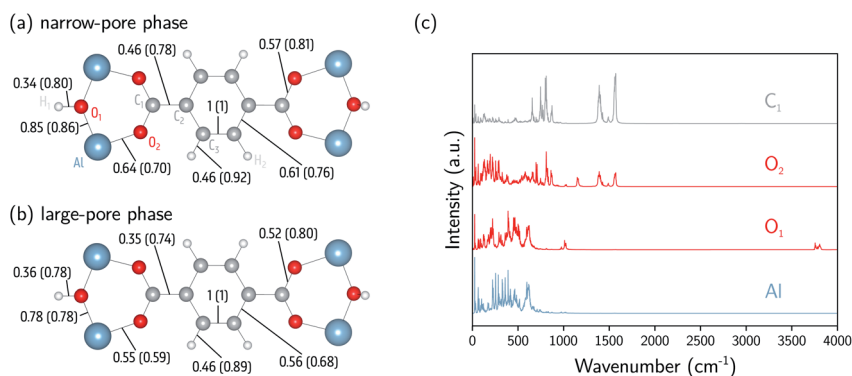 (a) narrow-pore phase
0.46 (0.78)
0.57 (0.81)
0.34 (0.80)
H1
O1
C1
C2
1 (1)
0.85 (0.86)
O2
C3
Al
H2
0.64 (0.70)
0.46 (0.92)
0.61 (0.76)
(b) large-pore phase
0.35 (0.74)
0.52 (0.80)
0.36 (0.78)
1 (1)
0.78 (0.78)
0.55 (0.59)
0.46 (0.89)
0.56 (0.68)
(c)
Intensity (a.u.)
C1
O2
O1
Al
0 500 1000 1500 2000 2500 3000 3500 4000
Wavenumber (cm⁻¹)